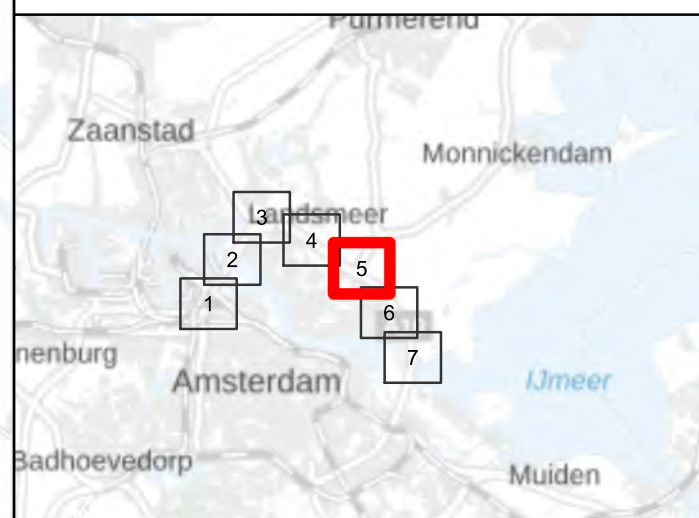 Purmerend
Zaanstad
Monnickendam
3
Landsmeer
4
2
5
1
6
7
nenburg
Amsterdam
IJmeer
Badhoevedorp
Muiden